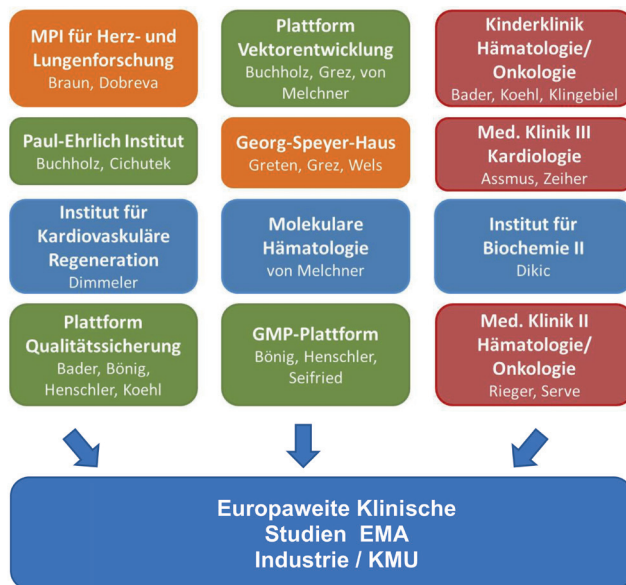 MPI für Herz- und
Lungenforschung
Braun, Dobreva
Plattform
Vektorentwicklung
Buchholz, Grez, von
Melchner
Kinderklinik
Hämatologie/
Onkologie
Bader, Koehl, Klingebiel
Paul-Ehrlich Institut
Buchholz, Cichutek
Georg-Speyer-Haus
Greten, Grez, Wels
Med. Klinik III
Kardiologie
Assmus, Zeiher
Institut für
Kardiovaskuläre
Regeneration
Dimmeler
Molekulare
Hämatologie
von Melchner
Institut für
Biochemie II
Dikic
Plattform
Qualitätssicherung
Bader, Bönig,
Henschler, Koehl
GMP-Plattform
Bönig, Henschler,
Seifried
Med. Klinik II
Hämatologie/
Onkologie
Rieger, Serve
Europaweite Klinische
Studien EMA
Industrie / KMU